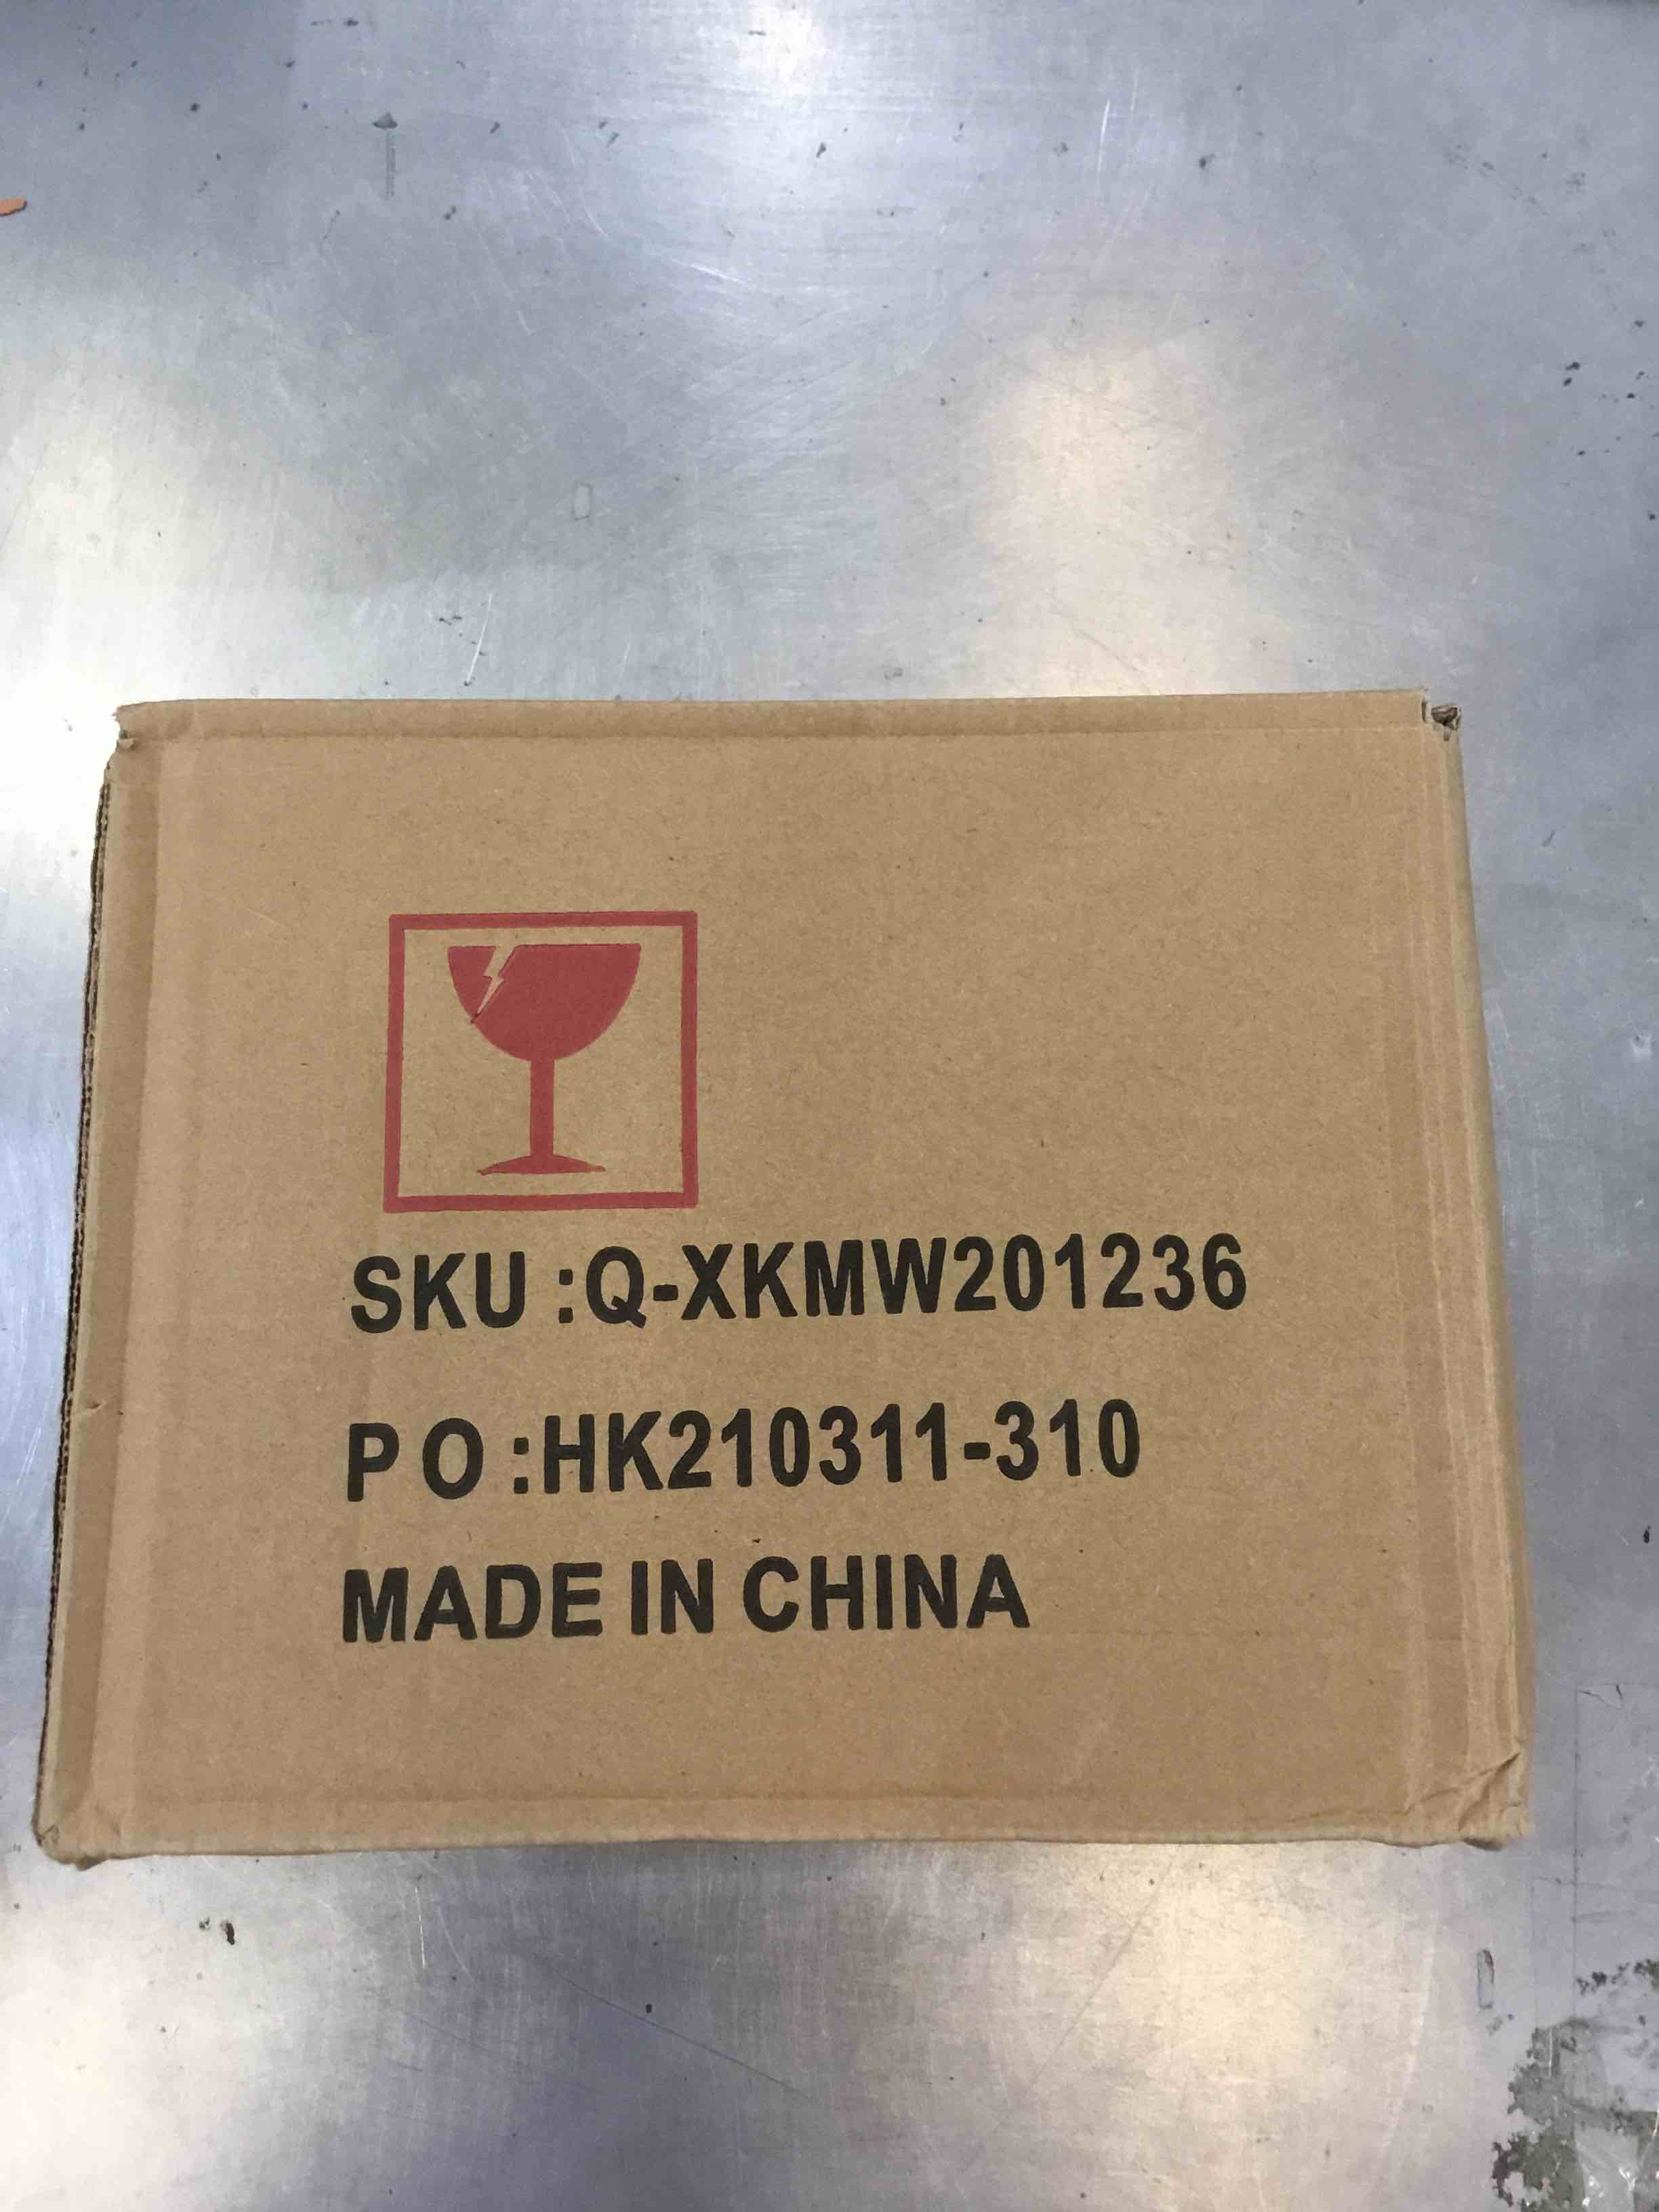 SKU :Q-XKMW201236
P O :HK210311-310
MADE IN CHINA